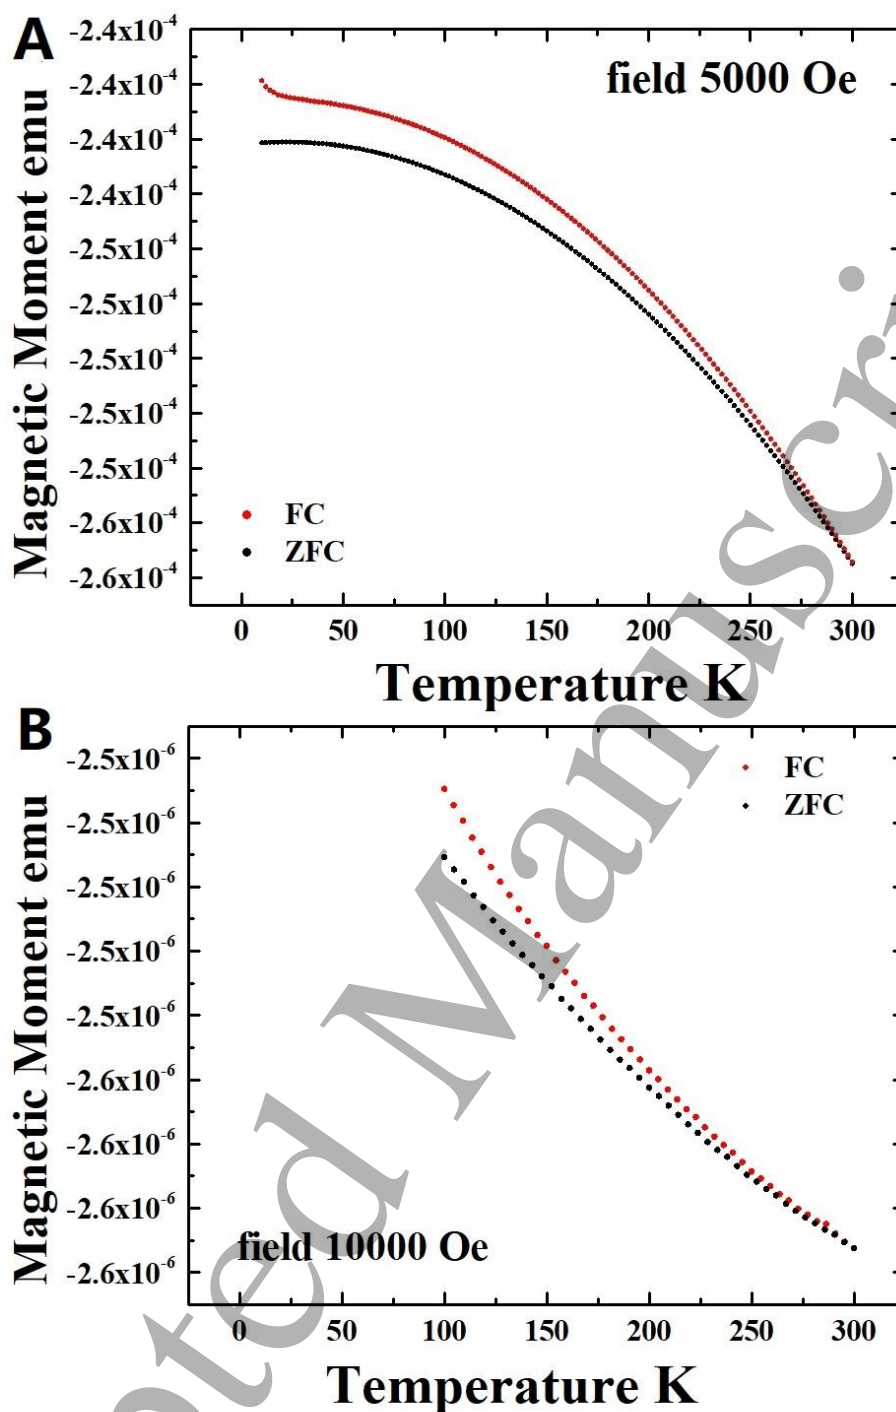 A
Magnetic Moment emu
-2.4x10⁻⁴
-2.4x10⁻⁴
-2.4x10⁻⁴
-2.4x10⁻⁴
-2.5x10⁻⁴
-2.5x10⁻⁴
-2.5x10⁻⁴
-2.5x10⁻⁴
-2.5x10⁻⁴
-2.6x10⁻⁴
-2.6x10⁻⁴
field 5000 Oe
FC
ZFC
0 50 100 150 200 250 300
Temperature K
B
Magnetic Moment emu
-2.5x10⁻⁶
-2.5x10⁻⁶
-2.5x10⁻⁶
-2.5x10⁻⁶
-2.5x10⁻⁶
-2.6x10⁻⁶
-2.6x10⁻⁶
-2.6x10⁻⁶
-2.6x10⁻⁶
FC
ZFC
field 10000 Oe
0 50 100 150 200 250 300
Temperature K
pted Manuscri